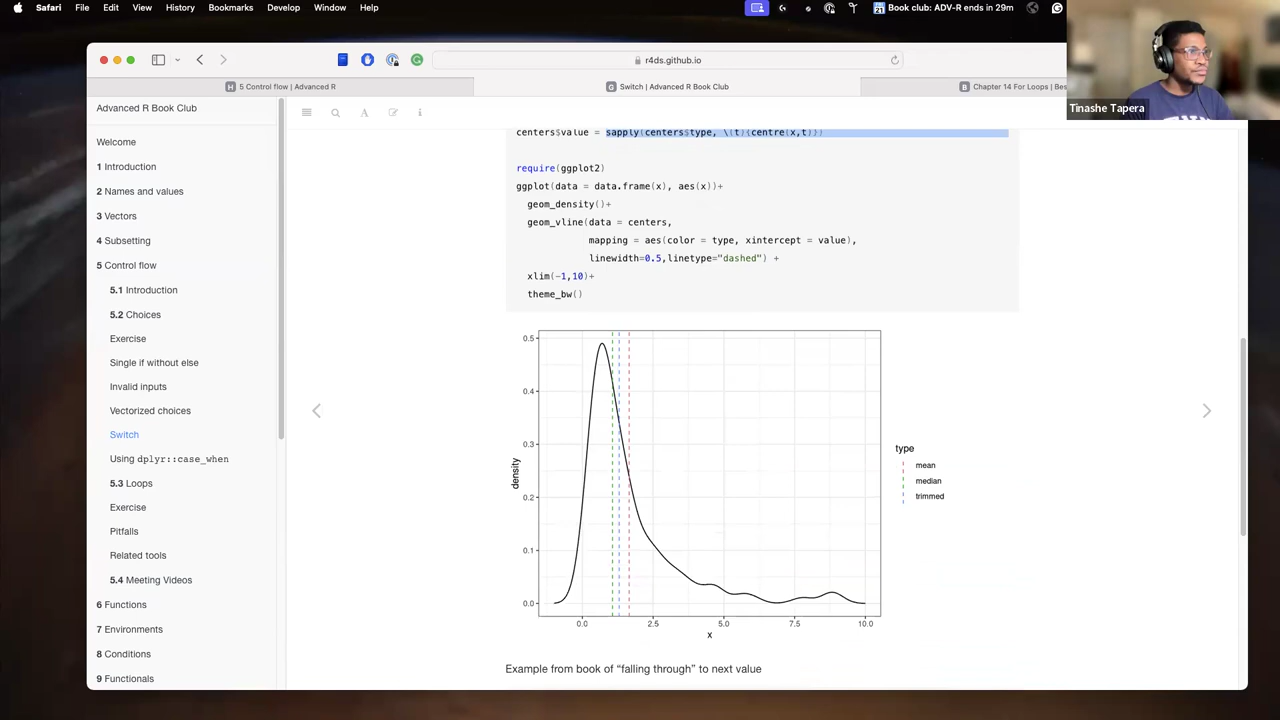 Safari File Edit View History Bookmarks Develop Window Help
21 Book club: ADV-R ends in 29m
r4ds.github.io
5 Control flow | Advanced R
Switch | Advanced R Book Club
Chapter 14 For Loops | Bes
Tinashe Tapera
Advanced R Book Club
Welcome
1 Introduction
2 Names and values
3 Vectors
4 Subsetting
5 Control flow
5.1 Introduction
5.2 Choices
Exercise
Single if without else
Invalid inputs
Vectorized choices
Switch
Using dplyr::case_when
5.3 Loops
Exercise
Pitfalls
Related tools
5.4 Meeting Videos
6 Functions
7 Environments
8 Conditions
9 Functionals
centers$value = sapply(centers$type, \(t){centre(x,t)})
require(ggplot2)
ggplot(data = data.frame(x), aes(x))+
geom_density()+
geom_vline(data = centers,
mapping = aes(color = type, xintercept = value),
linewidth=0.5,linetype="dashed") +
xlim(-1,10)+
theme_bw()
0.5
0.4
0.3
0.2
0.1
0.0
density
0.0 2.5 5.0 7.5 10.0
x
type
mean
median
trimmed
Example from book of “falling through” to next value